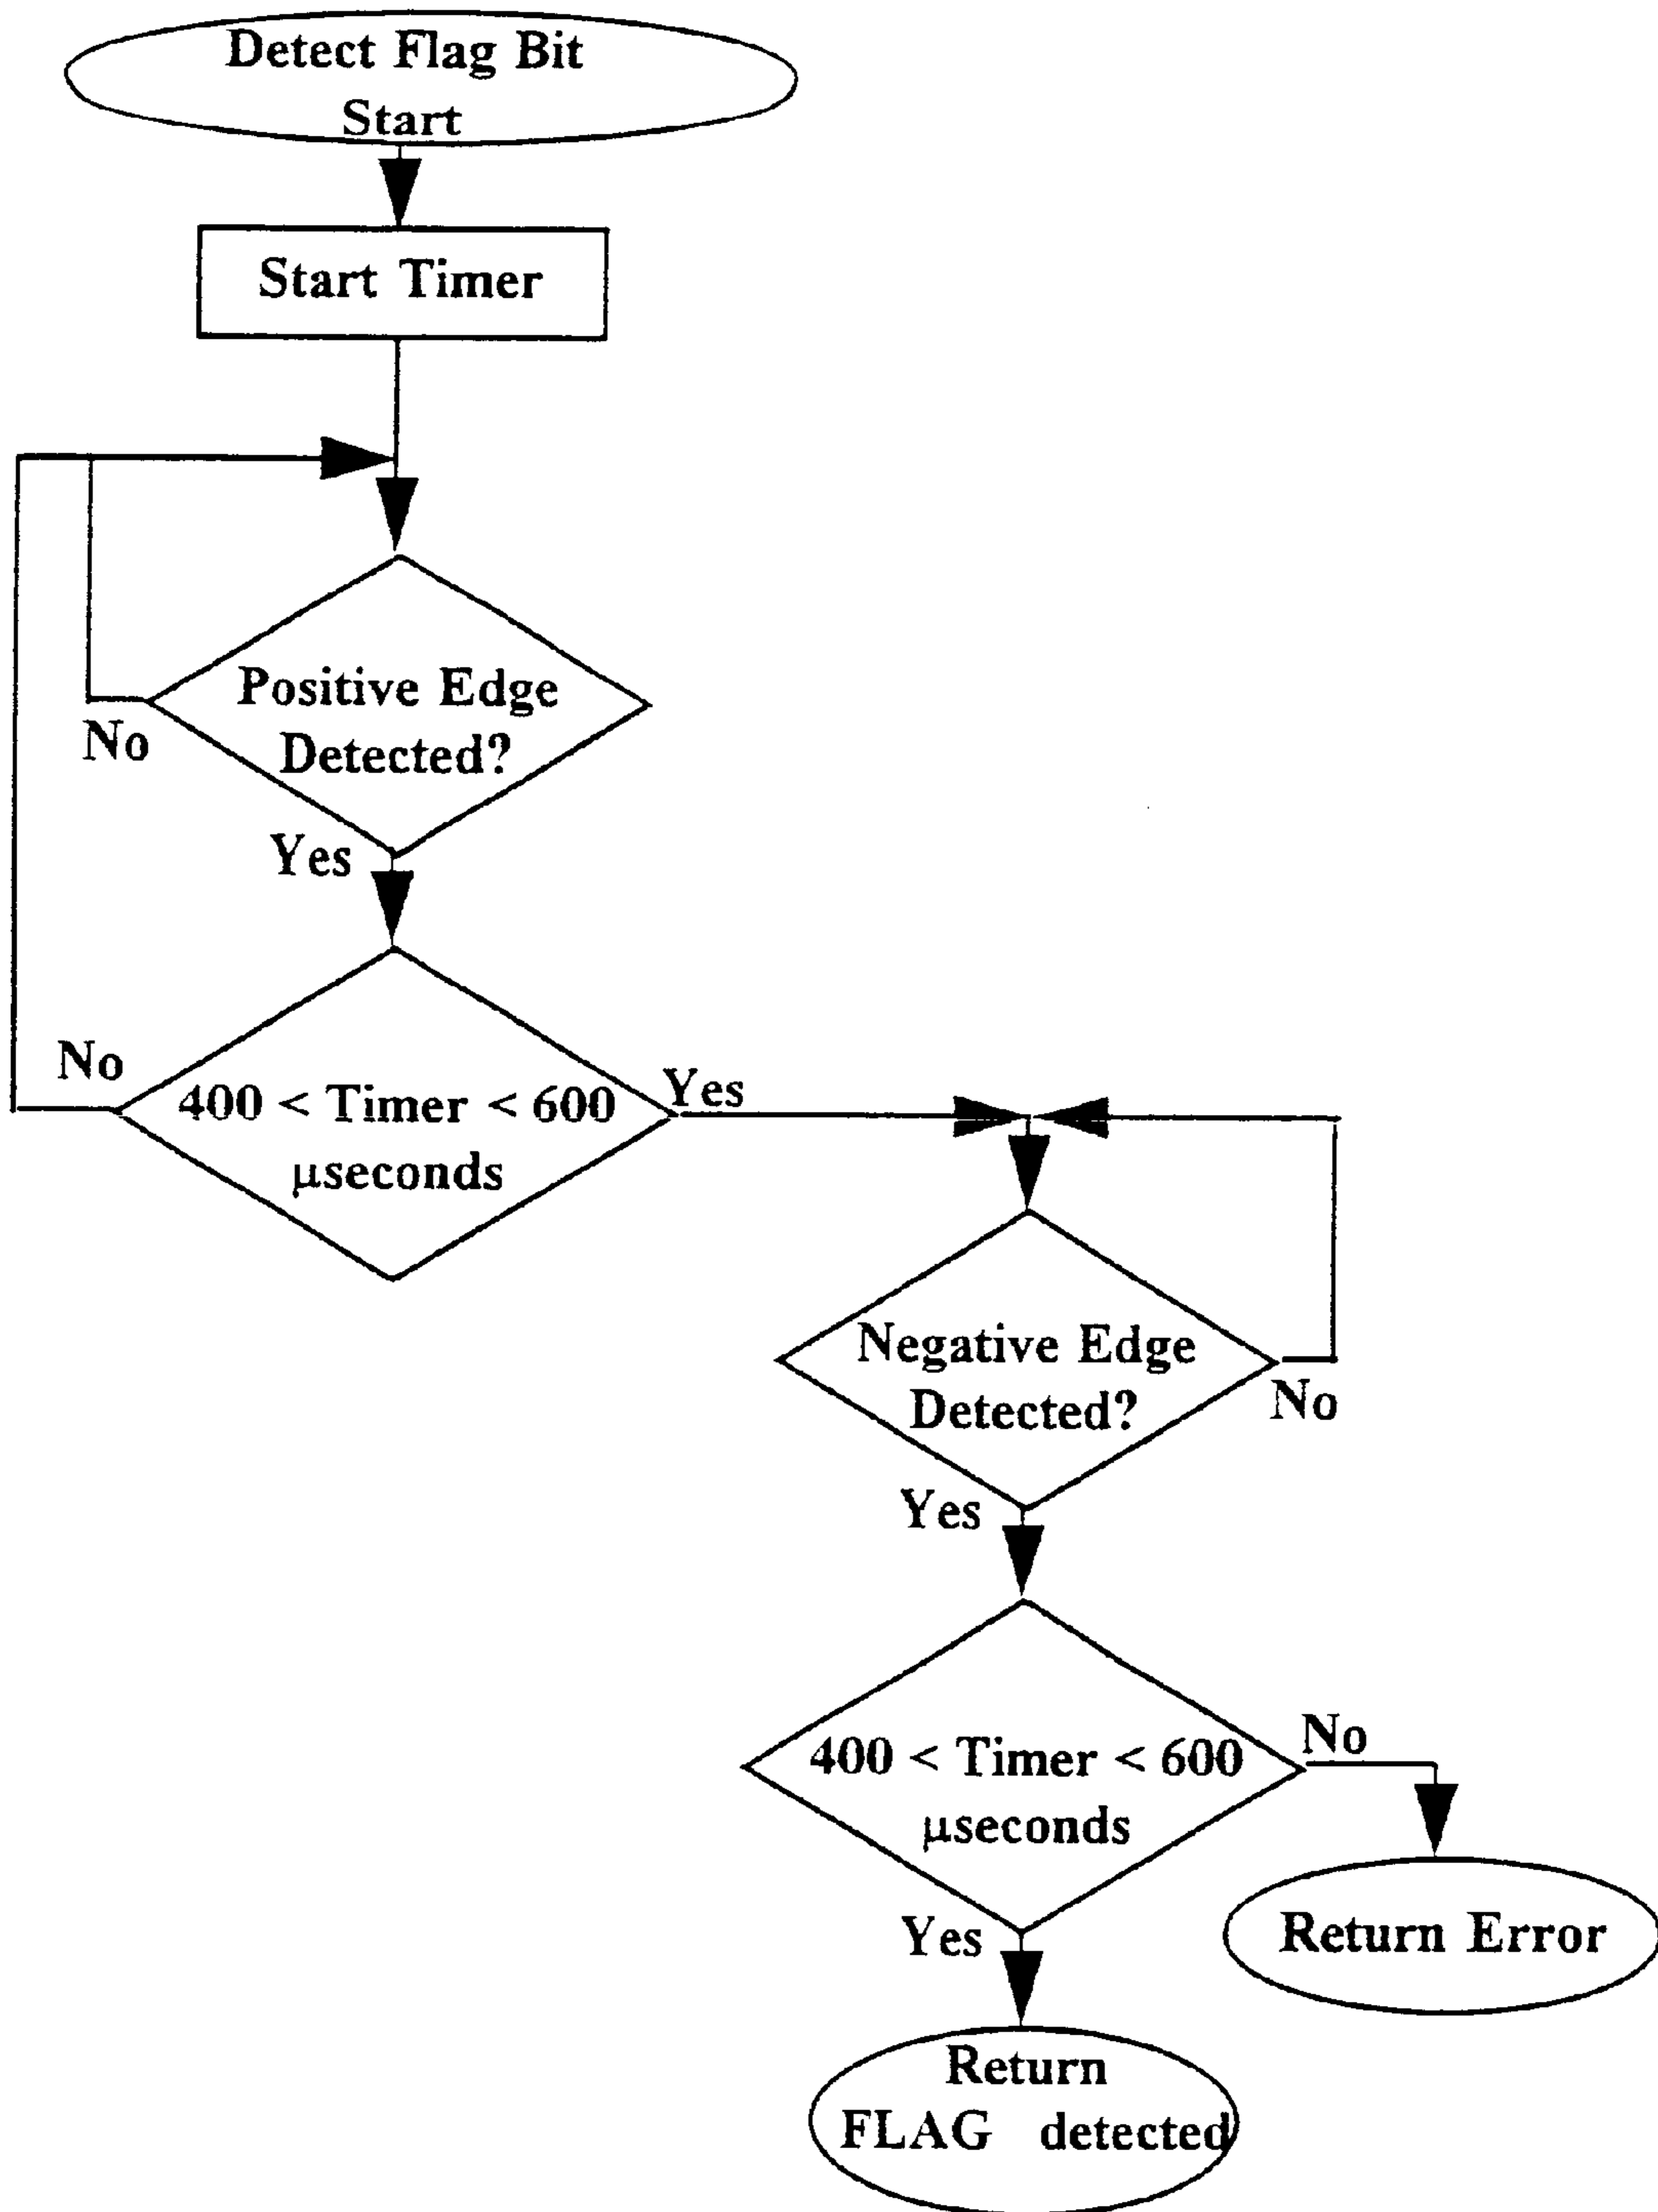 Detect Flag Bit
Start
Start Timer
Positive Edge
Detected?
No
Yes
No
400 < Timer < 600
μseconds
Yes
Negative Edge
Detected?
No
Yes
400 < Timer < 600
μseconds
No
Return Error
Yes
Return
FLAG detected